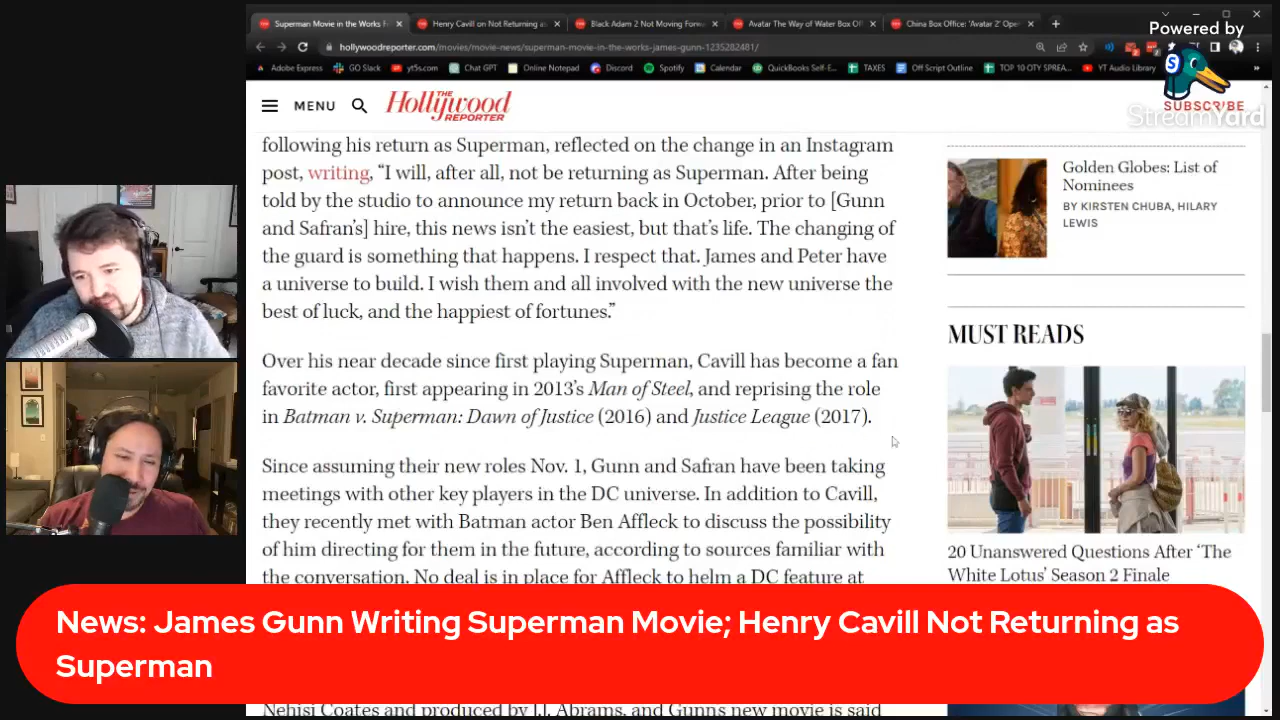 Superman Movie in the Works F
Henry Cavill on Not Returning as
Black Adam 2 Not Moving Forw
Avatar The Way of Water Box Of
China Box Office: 'Avatar 2' Ope
Powered by
hollywoodreporter.com/movies/movie-news/superman-movie-in-the-works-james-gunn-1235282481/
Adobe Express
GO Slack
yt5s.com
Chat GPT
Online Notepad
Discord
Spotify
Calendar
QuickBooks Self-E...
TAXES
Off Script Outline
TOP 10 OTY SPREA...
YT Audio Library
SUBSCRIBE
StreamYard
MENU
THE
Hollywood
REPORTER
following his return as Superman, reflected on the change in an Instagram
post, writing, “I will, after all, not be returning as Superman. After being
told by the studio to announce my return back in October, prior to [Gunn
and Safran’s] hire, this news isn’t the easiest, but that’s life. The changing of
the guard is something that happens. I respect that. James and Peter have
a universe to build. I wish them and all involved with the new universe the
best of luck, and the happiest of fortunes.”
Over his near decade since first playing Superman, Cavill has become a fan
favorite actor, first appearing in 2013’s Man of Steel, and reprising the role
in Batman v. Superman: Dawn of Justice (2016) and Justice League (2017).
Since assuming their new roles Nov. 1, Gunn and Safran have been taking
meetings with other key players in the DC universe. In addition to Cavill,
they recently met with Batman actor Ben Affleck to discuss the possibility
of him directing for them in the future, according to sources familiar with
the conversation. No deal is in place for Affleck to helm a DC feature at
Golden Globes: List of
Nominees
BY KIRSTEN CHUBA, HILARY
LEWIS
MUST READS
20 Unanswered Questions After ‘The
White Lotus’ Season 2 Finale
News: James Gunn Writing Superman Movie; Henry Cavill Not Returning as
Superman
Nehisi Coates and produced by J.J. Abrams, and Gunns new movie is said